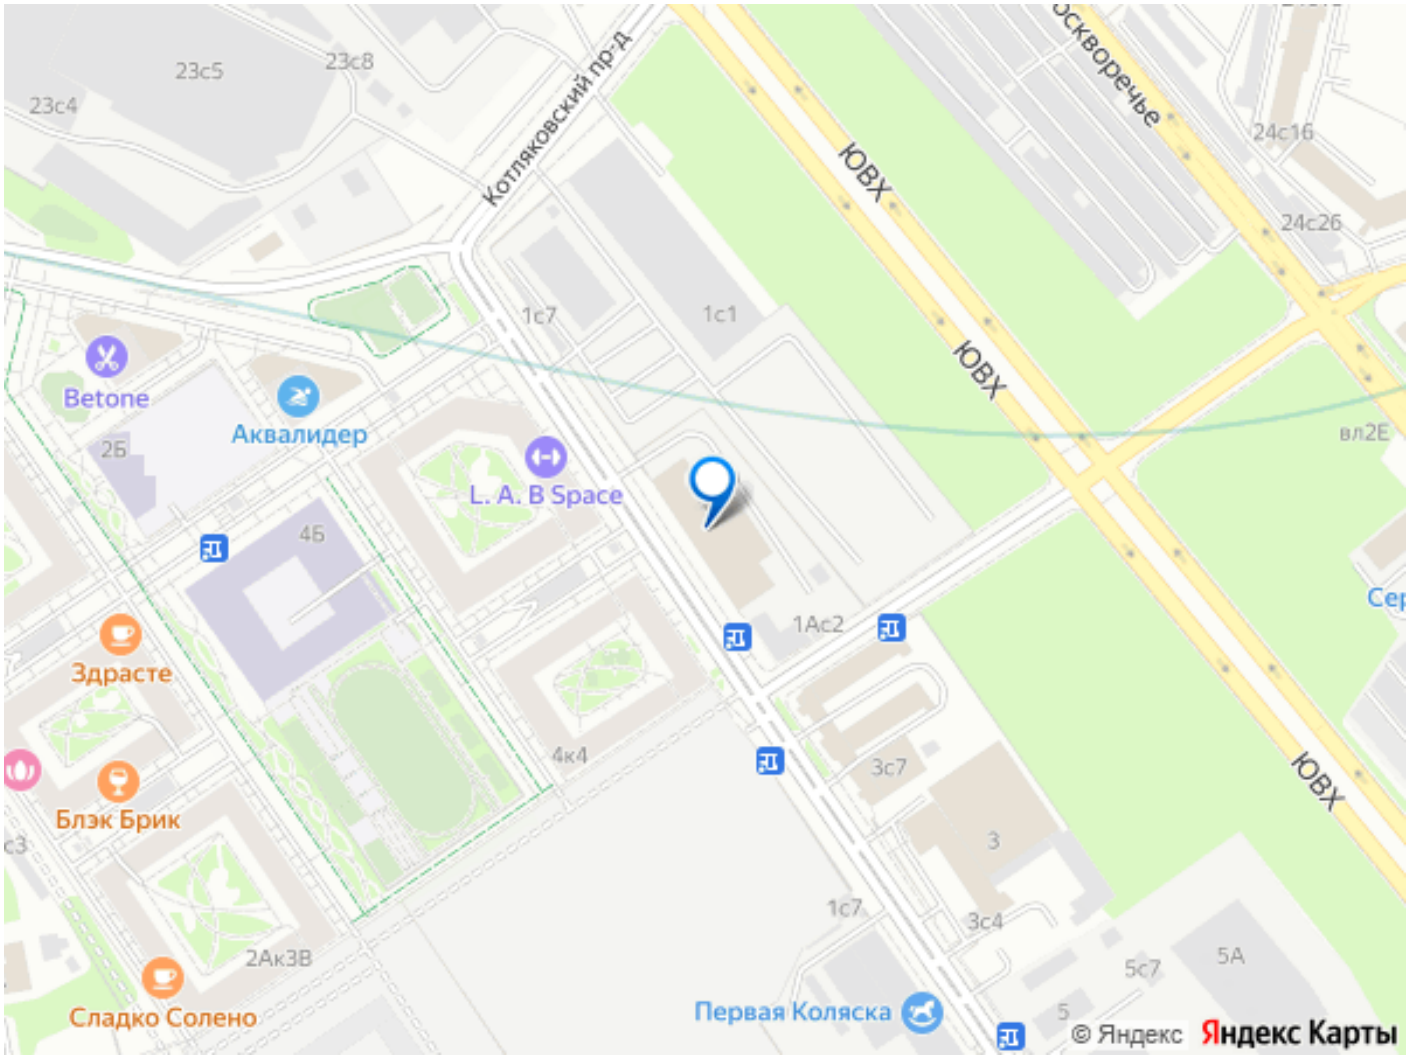 23с5
23с8
23с4
Котляковский пр-д
Москворечье
ЮВХ
24с16
24с26
1с7
1с1
ЮВХ
Betone
Аквалидер
вл2Е
2Б
L. A. B Space
4Б
1Ас2
Здрасте
4к4
3с7
ЮВХ
Блэк Брик
с3
3
1с7
3с4
2Ак3В
5с7
5А
Сладко Солено
Первая Коляска
5
© Яндекс Яндекс Карты